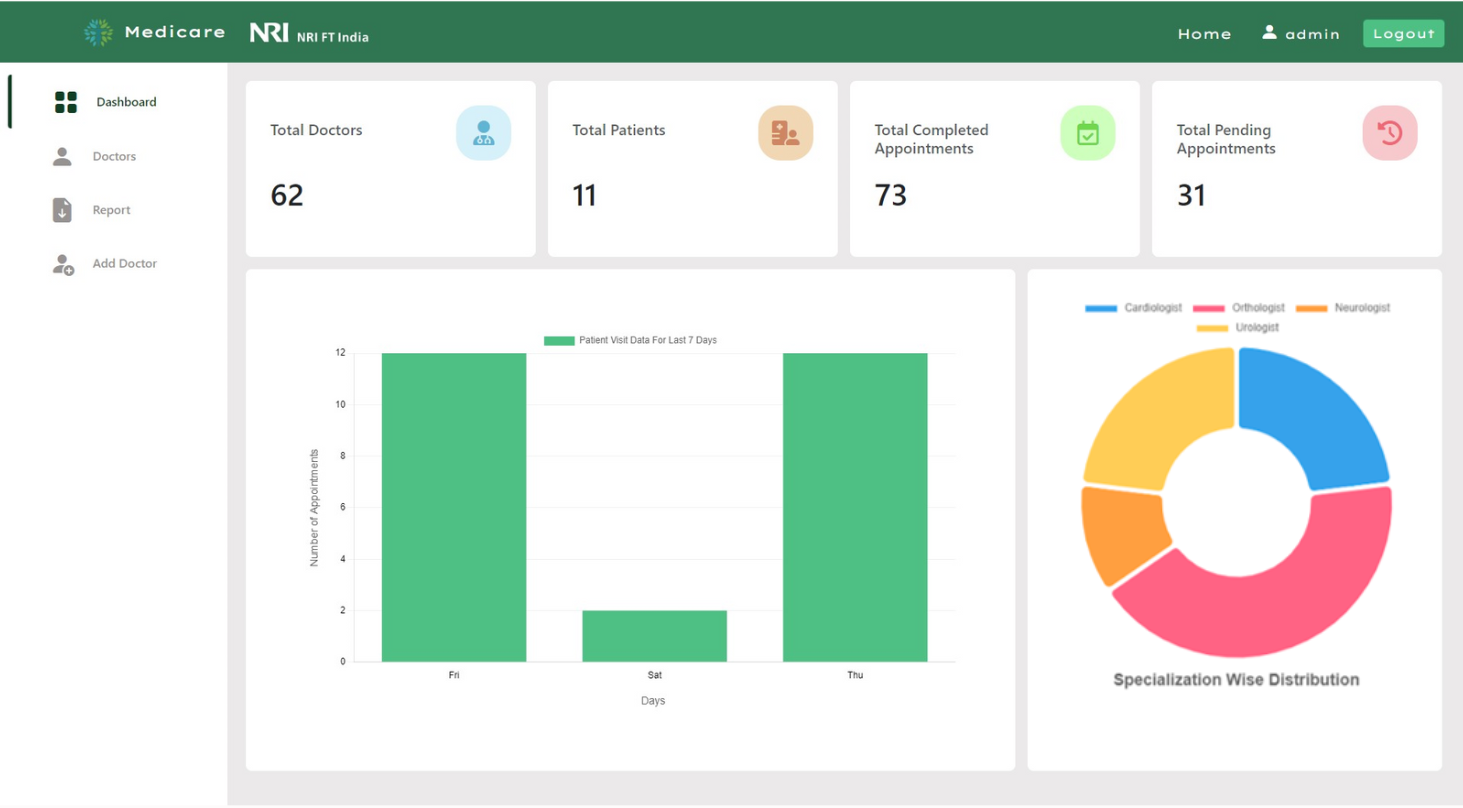 Medicare NRI NRI FT India Home admin Logout
Dashboard
Doctors
Report
Add Doctor
Total Doctors
62
Total Patients
11
Total Completed
Appointments
73
Total Pending
Appointments
31
Patient Visit Data For Last 7 Days
Number of Appointments
12
10
8
6
4
2
0
Fri Sat Thu
Days
Cardiologist Orthologist Neurologist
Urologist
Specialization Wise Distribution